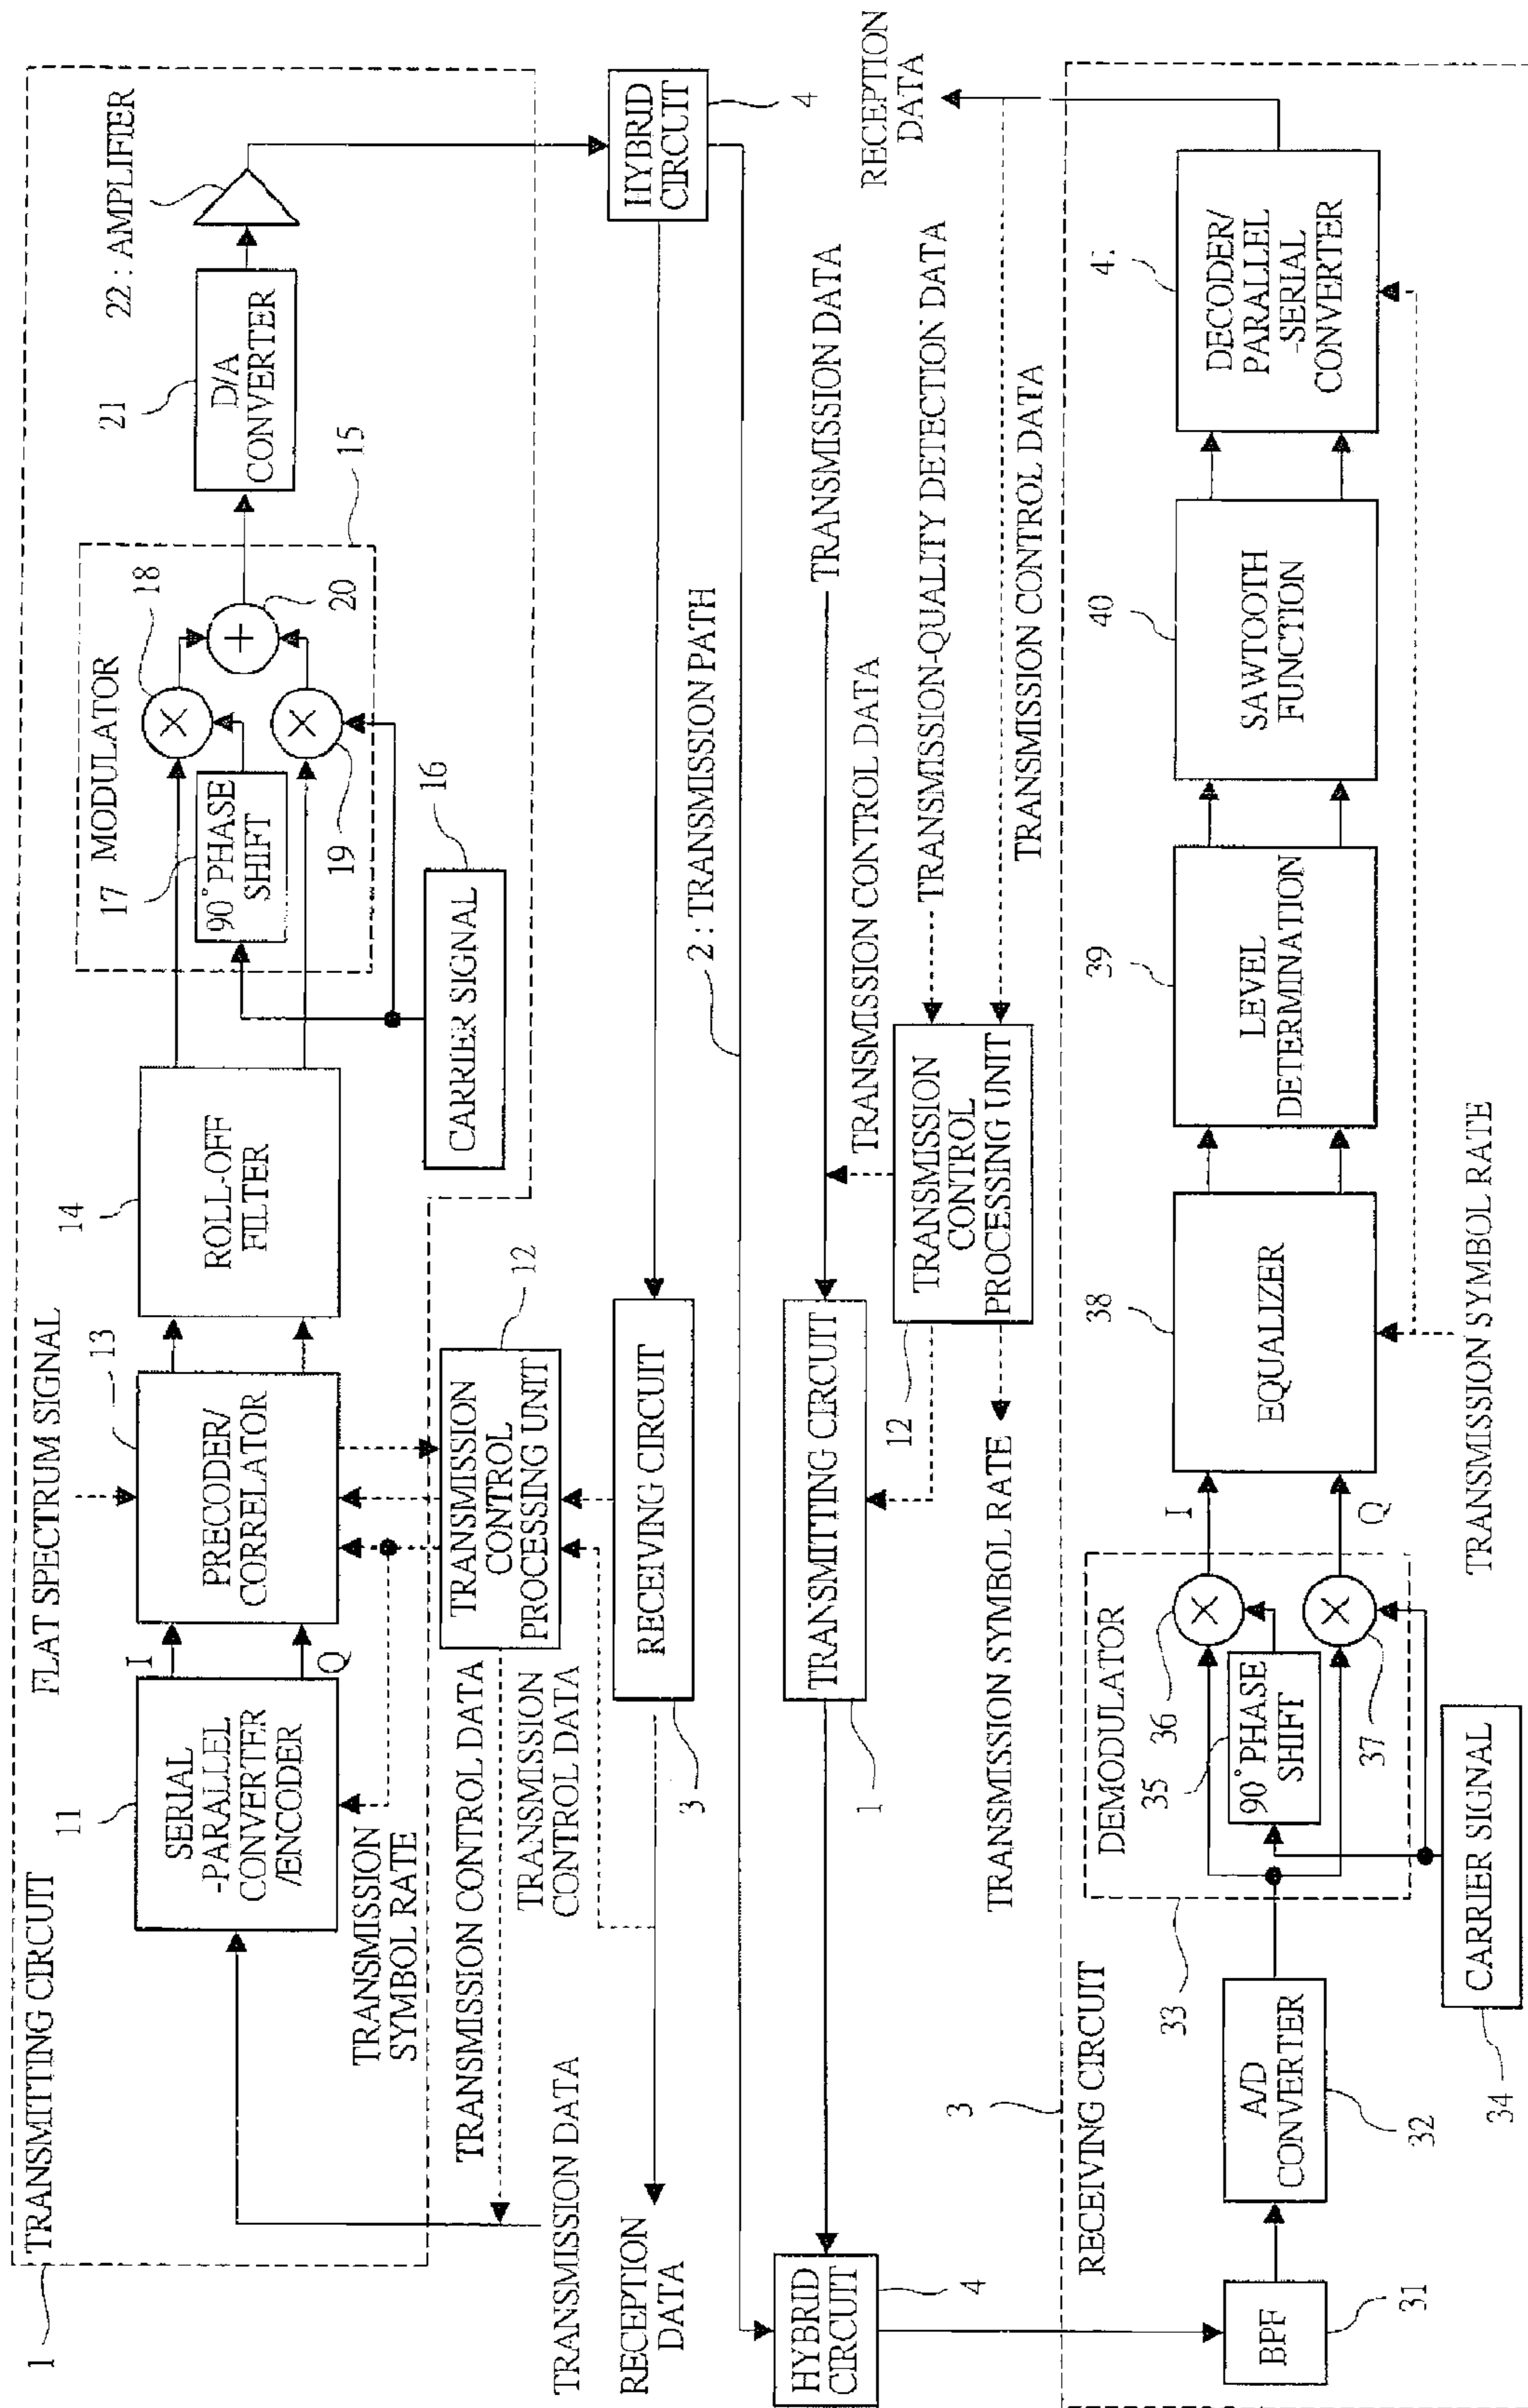 1
TRANSMITTING CIRCUIT
FLAT SPECTRUM SIGNAL
11
SERIAL
-PARALLEL
CONVERTER
/ENCODER
I
Q
13
PRECODER/
CORRELATOR
14
ROLL-OFF
FILTER
MODULATOR
17
90° PHASE
SHIFT
18
19
20
15
16
CARRIER SIGNAL
21
D/A
CONVERTER
22 : AMPLIFIER
TRANSMISSION
SYMBOL RATE
TRANSMISSION CONTROL DATA
TRANSMISSION
CONTROL DATA
12
TRANSMISSION
CONTROL
PROCESSING UNIT
TRANSMISSION DATA
RECEPTION
DATA
3
RECEIVING CIRCUIT
HYBRID
CIRCUIT
4
2 : TRANSMISSION PATH
HYBRID
CIRCUIT
4
1
TRANSMITTING CIRCUIT
TRANSMISSION DATA
TRANSMISSION CONTROL DATA
12
TRANSMISSION
CONTROL
PROCESSING UNIT
TRANSMISSION-QUALITY DETECTION DATA
TRANSMISSION CONTROL DATA
TRANSMISSION SYMBOL RATE
RECEPTION
DATA
3
RECEIVING CIRCUIT
BPF
31
A/D
CONVERTER
32
33
DEMODULATOR
35
90° PHASE
SHIFT
36
37
CARRIER SIGNAL
34
I
Q
38
EQUALIZER
TRANSMISSION SYMBOL RATE
39
LEVEL
DETERMINATION
40
SAWTOOTH
FUNCTION
41
DECODER/
PARALLEL
-SERIAL
CONVERTER